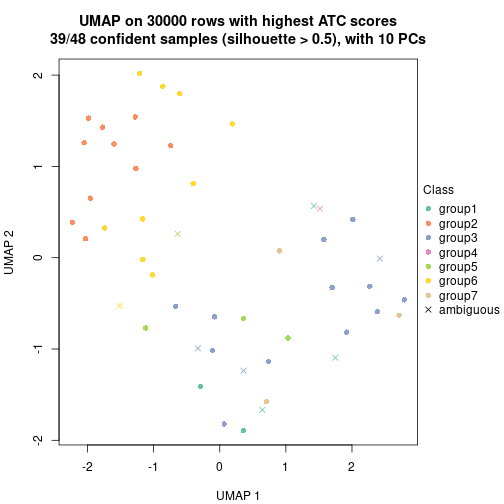 UMAP on 30000 rows with highest ATC scores
39/48 confident samples (silhouette > 0.5), with 10 PCs
UMAP 2
2
1
0
-1
-2
-2
-1
0
1
2
UMAP 1
Class
group1
group2
group3
group4
group5
group6
group7
ambiguous